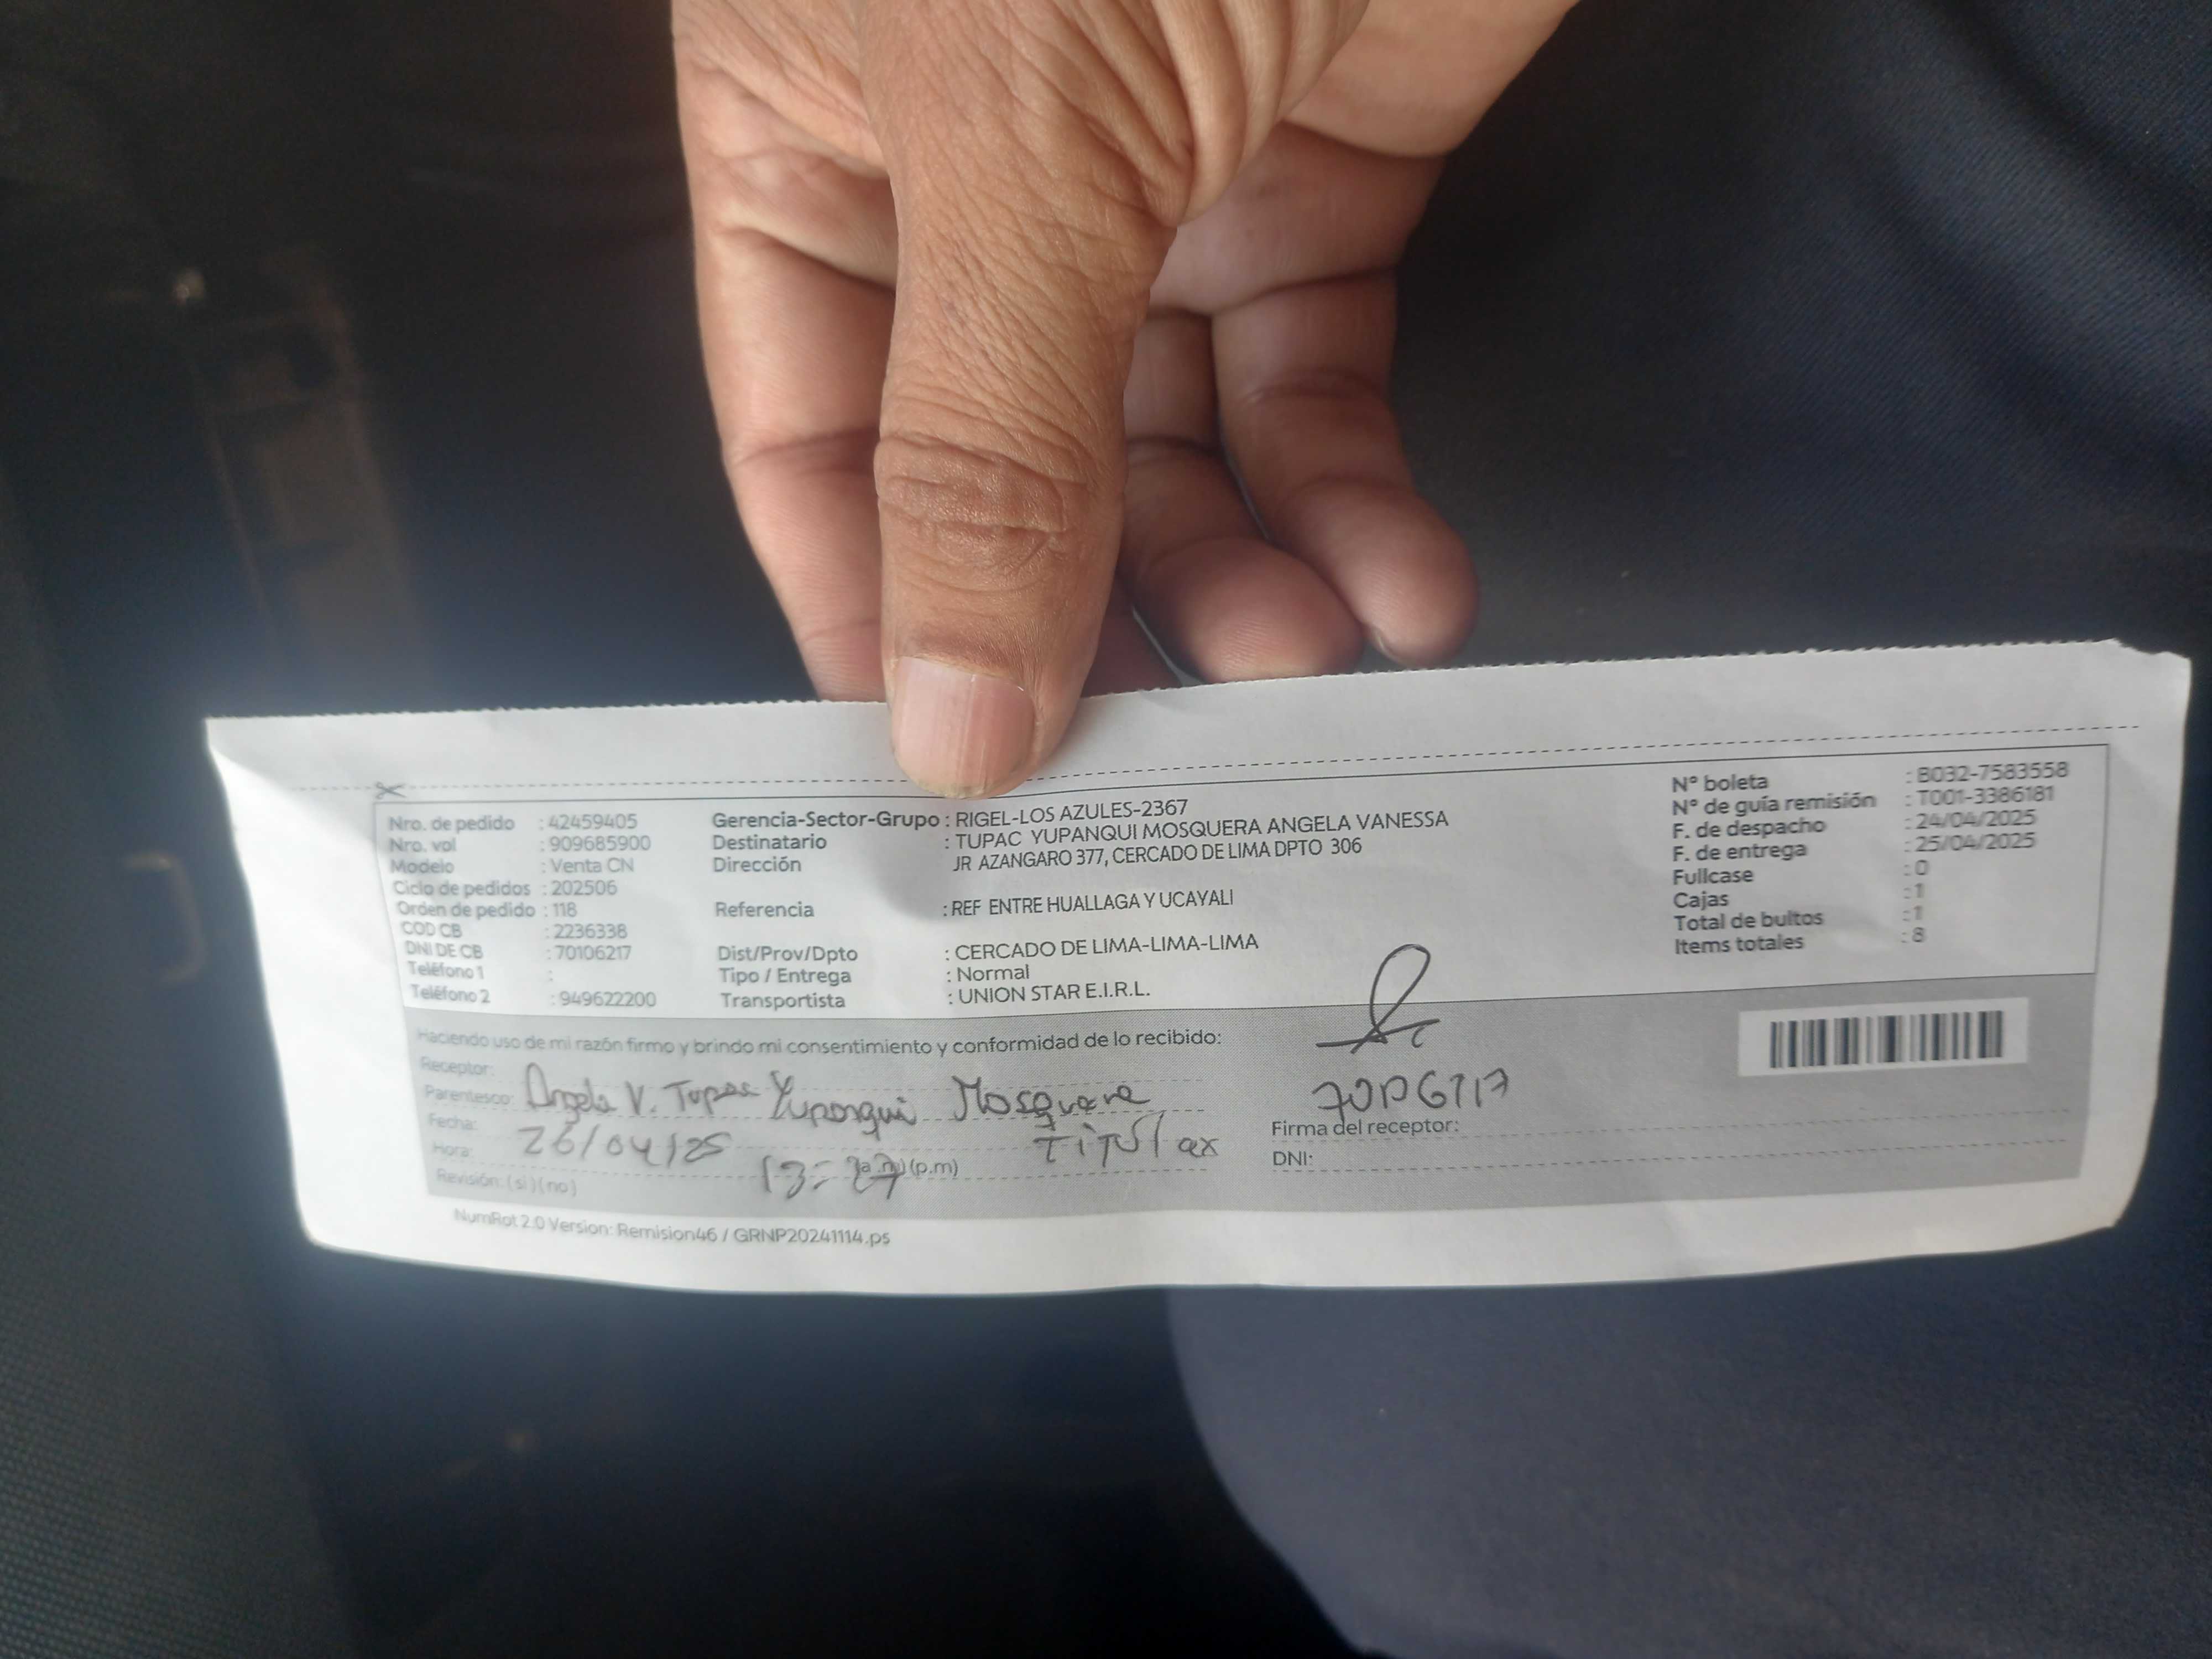 Nro. de pedido : 42459405
Nro. vol : 909685900
Modelo : Venta CN
Ciclo de pedidos : 202506
Orden de pedido : 118
COD CB : 2236338
DNI DE CB : 70106217
Teléfono 1 :
Teléfono 2 : 949622200
Gerencia-Sector-Grupo : RIGEL-LOS AZULES-2367
Destinatario : TUPAC YUPANQUI MOSQUERA ANGELA VANESSA
Dirección JR AZANGARO 377, CERCADO DE LIMA DPTO 306
Referencia : REF ENTRE HUALLAGA Y UCAYALI
Dist/Prov/Dpto : CERCADO DE LIMA-LIMA-LIMA
Tipo / Entrega : Normal
Transportista : UNION STAR E.I.R.L.
N° boleta : B032-7583558
N° de guía remisión : T001-3386181
F. de despacho : 24/04/2025
F. de entrega : 25/04/2025
Fullcase : 0
Cajas : 1
Total de bultos : 1
Items totales : 8
Haciendo uso de mi razón firmo y brindo mi consentimiento y conformidad de lo recibido:
Receptor:
Parentesco: Angela V. Tupac Yupanqui Mosquera
Fecha: 26/04/25
Hora: 13:27 (a.m) (p.m)
Revisión: (si) (no)
Firma del receptor:
DNI:
NumRot 2.0 Version: Remision46 / GRNP20241114.ps